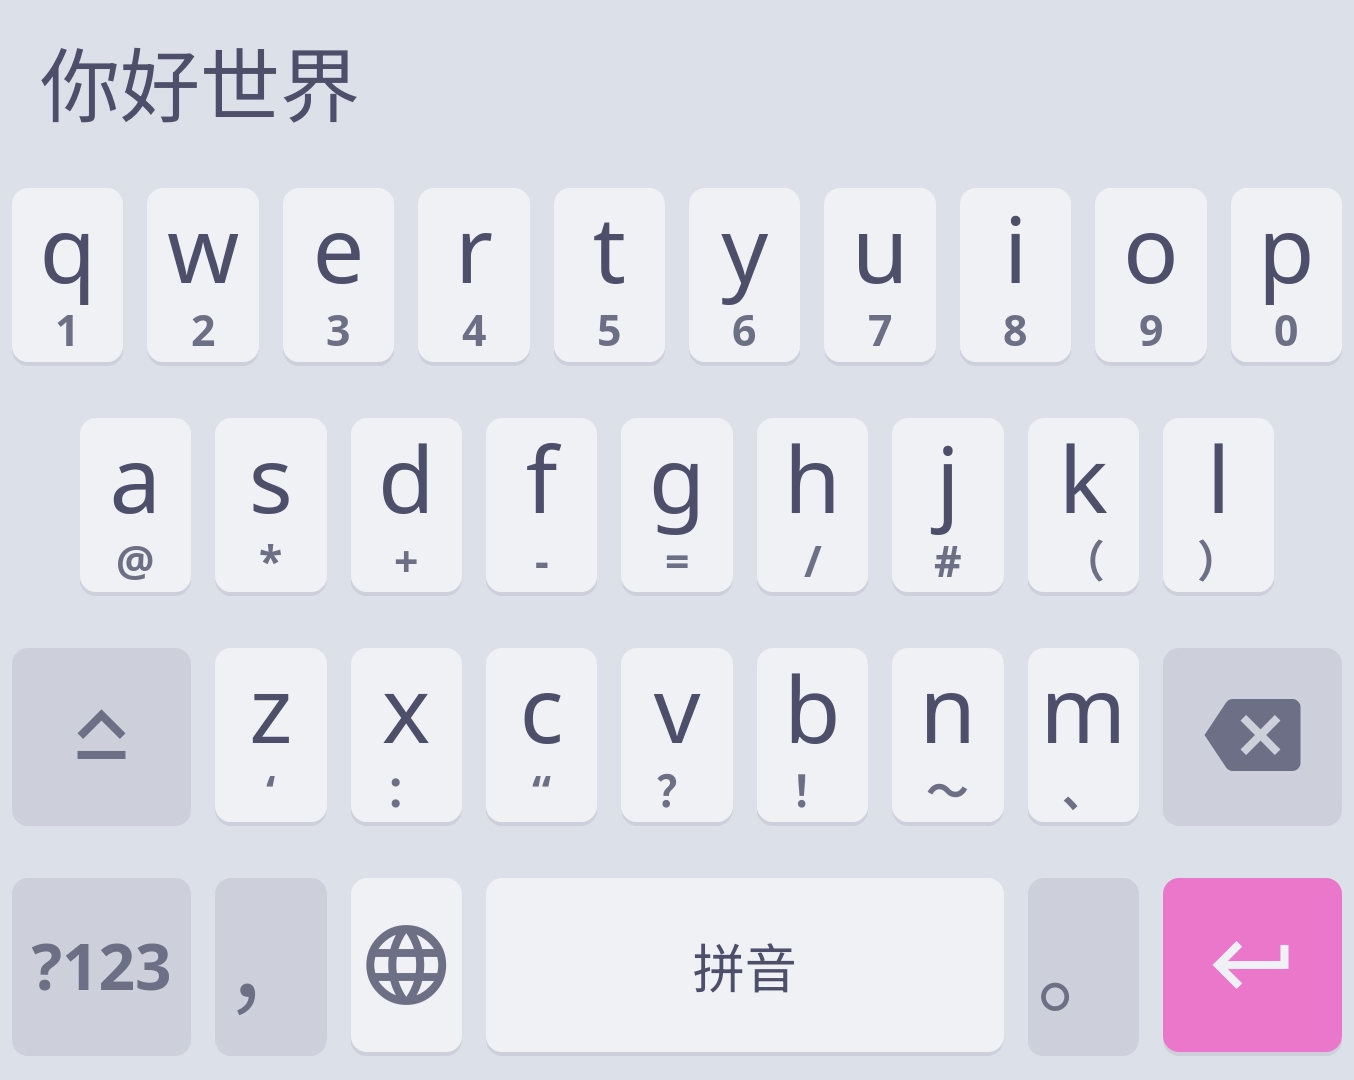 你好世界
q w e r t y u i o p
1 2 3 4 5 6 7 8 9 0
a s d f g h j k l
@ * + - = / # （ ）
z x c v b n m
‘ ： “ ？ ！ ～ 、
?123 ， 拼音 。